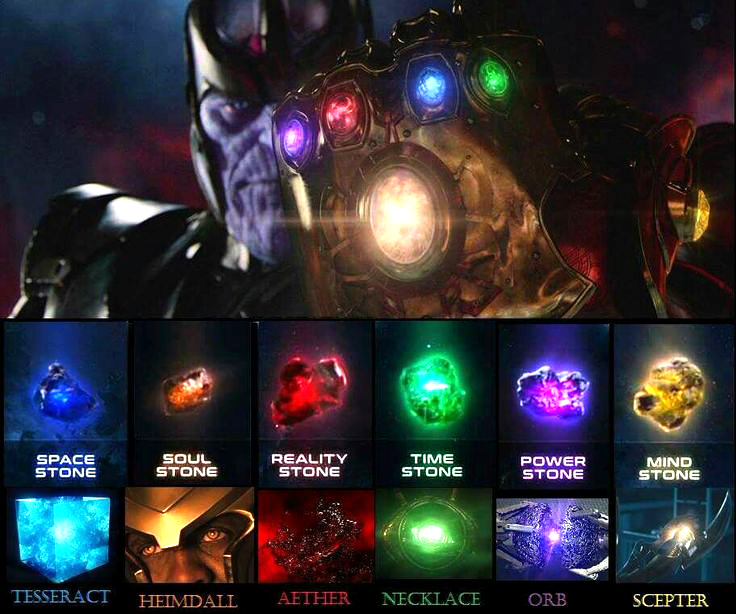 SPACE STONE
SOUL STONE
REALITY STONE
TIME STONE
POWER STONE
MIND STONE
TESSERACT
HEIMDALL
AETHER
NECKLACE
ORB
SCEPTER